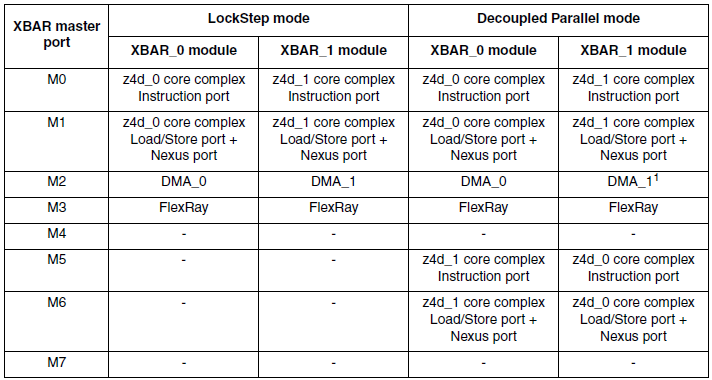 XBAR master port LockStep mode Decoupled Parallel mode
XBAR_0 module XBAR_1 module XBAR_0 module XBAR_1 module
M0 z4d_0 core complex Instruction port z4d_1 core complex Instruction port z4d_0 core complex Instruction port z4d_1 core complex Instruction port
M1 z4d_0 core complex Load/Store port + Nexus port z4d_1 core complex Load/Store port + Nexus port z4d_0 core complex Load/Store port + Nexus port z4d_1 core complex Load/Store port + Nexus port
M2 DMA_0 DMA_1 DMA_0 DMA_1¹
M3 FlexRay FlexRay FlexRay FlexRay
M4 - - - -
M5 - - z4d_1 core complex Instruction port z4d_0 core complex Instruction port
M6 - - z4d_1 core complex Load/Store port + Nexus port z4d_0 core complex Load/Store port + Nexus port
M7 - - - -